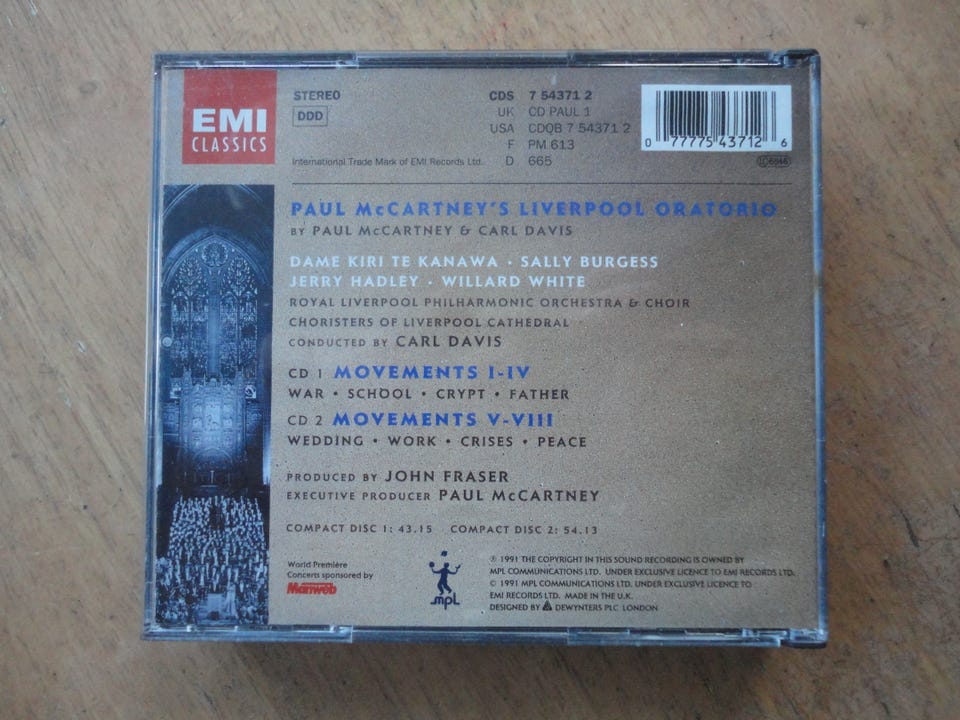 EMI
CLASSICS
STEREO
DDD
International Trade Mark of EMI Records Ltd.
CDS 7 54371 2
UK CD PAUL 1
USA CDQB 7 54371 2
F PM 613
D 665
0 77775 43712 6
PAUL McCARTNEY'S LIVERPOOL ORATORIO
BY PAUL McCARTNEY & CARL DAVIS
DAME KIRI TE KANAWA · SALLY BURGESS
JERRY HADLEY · WILLARD WHITE
ROYAL LIVERPOOL PHILHARMONIC ORCHESTRA & CHOIR
CHORISTERS OF LIVERPOOL CATHEDRAL
CONDUCTED BY CARL DAVIS
CD 1 MOVEMENTS I-IV
WAR • SCHOOL • CRYPT • FATHER
CD 2 MOVEMENTS V-VIII
WEDDING • WORK • CRISES • PEACE
PRODUCED BY JOHN FRASER
EXECUTIVE PRODUCER PAUL McCARTNEY
COMPACT DISC 1: 43.15 COMPACT DISC 2: 54.13
World Première
Concerts sponsored by
Manweb
MPL
℗ 1991 THE COPYRIGHT IN THIS SOUND RECORDING IS OWNED BY
MPL COMMUNICATIONS LTD. UNDER EXCLUSIVE LICENCE TO EMI RECORDS LTD.
© 1991 MPL COMMUNICATIONS LTD. UNDER EXCLUSIVE LICENCE TO
EMI RECORDS LTD. MADE IN THE U.K.
DESIGNED BY DEWYNTERS PLC LONDON